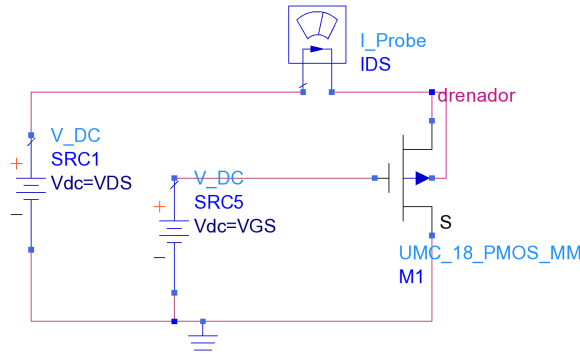 I_Probe
IDS
drenador
V_DC
SRC1
Vdc=VDS
V_DC
SRC5
Vdc=VGS
S
UMC_18_PMOS_MM
M1